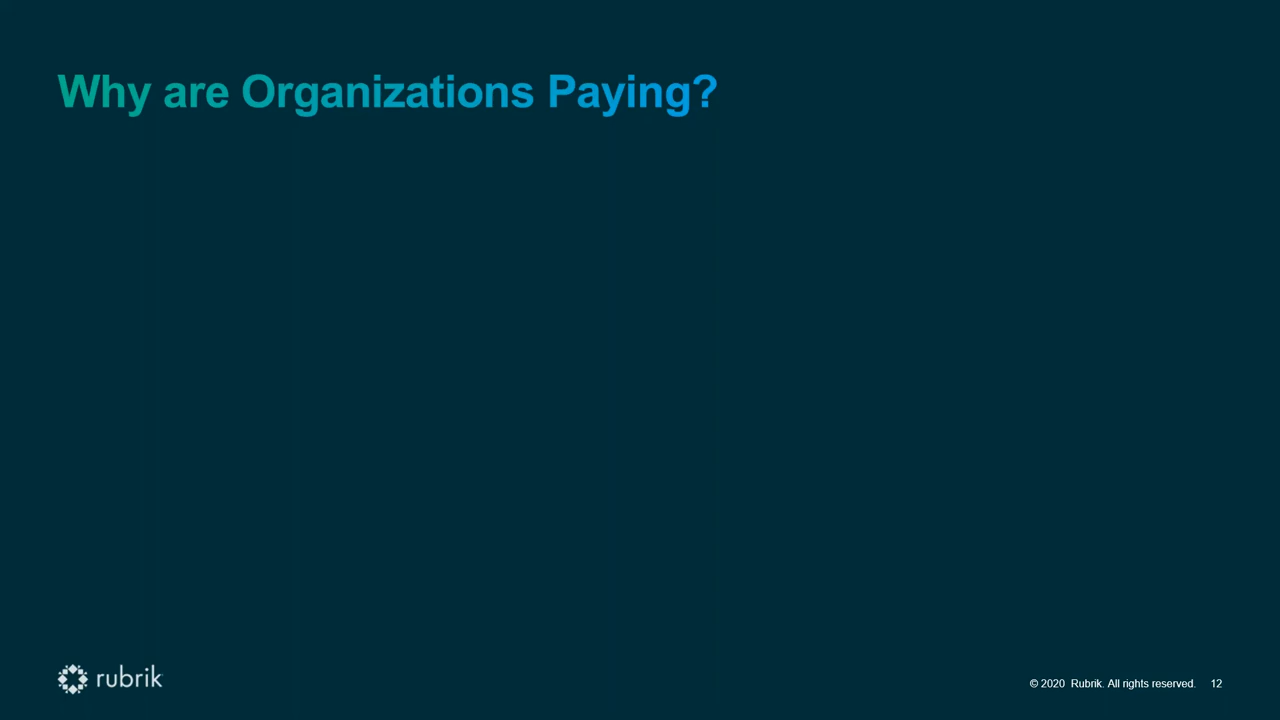 Why are Organizations Paying?
rubrik
© 2020 Rubrik. All rights reserved. 12